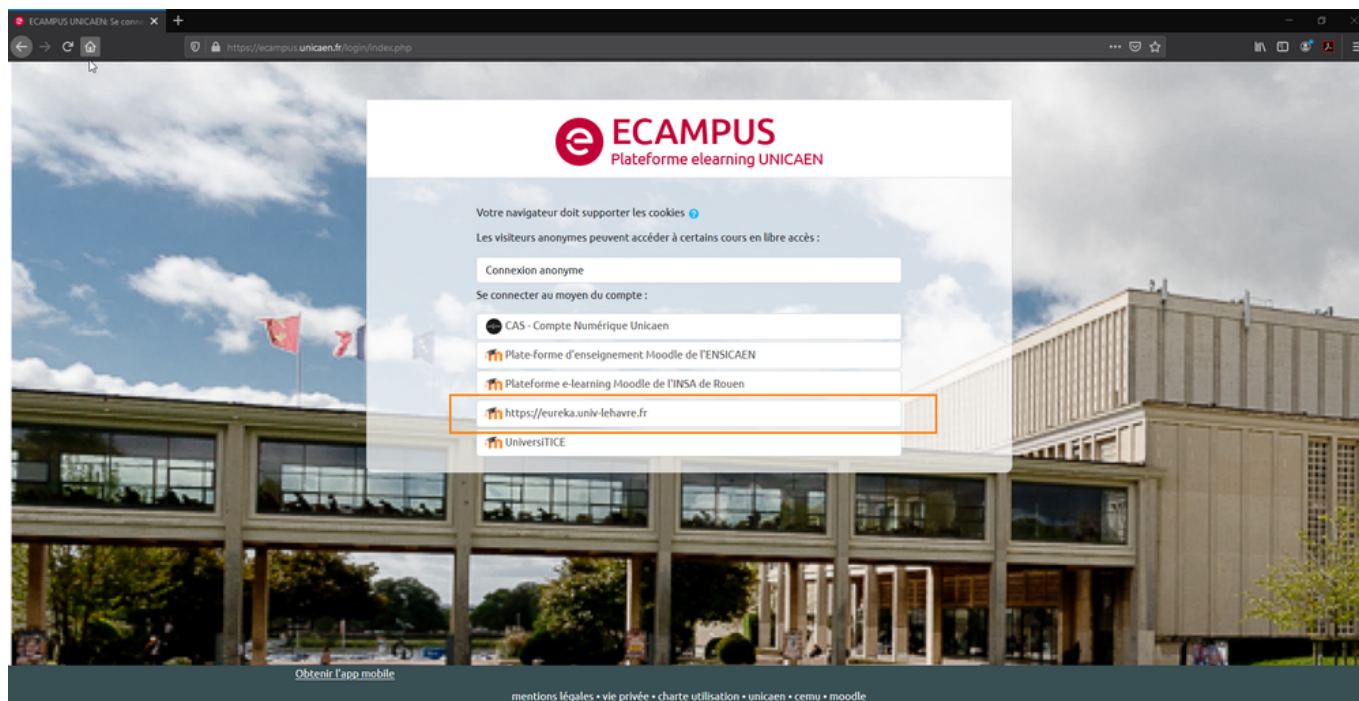 ECAMPUS UNICAEN: Se conne
https://ecampus.unicaen.fr/login/index.php
ECAMPUS
Plateforme elearning UNICAEN
Votre navigateur doit supporter les cookies
Les visiteurs anonymes peuvent accéder à certains cours en libre accès :
Connexion anonyme
Se connecter au moyen du compte :
CAS - Compte Numérique Unicaen
Plate-forme d'enseignement Moodle de l'ENSICAEN
Plateforme e-learning Moodle de l'INSA de Rouen
https://eureka.univ-lehavre.fr
UniversiTICE
Obtenir l'app mobile
mentions légales • vie privée • charte utilisation • unicaen • cemu • moodle